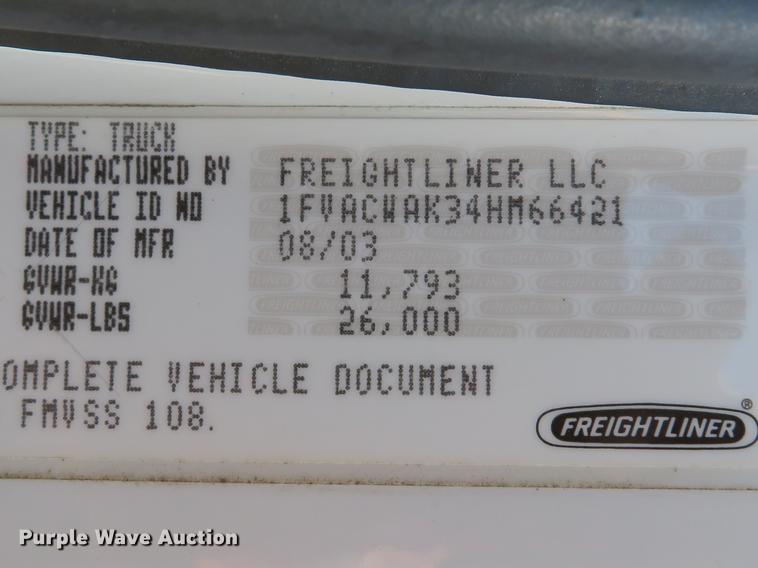 TYPE: TRUCK
MANUFACTURED BY FREIGHTLINER LLC
VEHICLE ID NO 1FVACWAK34HM66421
DATE OF MFR 08/03
GVWR-KG 11,793
GVWR-LBS 26,000
OMPLETE VEHICLE DOCUMENT
FMVSS 108.
FREIGHTLINER®
Purple Wave Auction